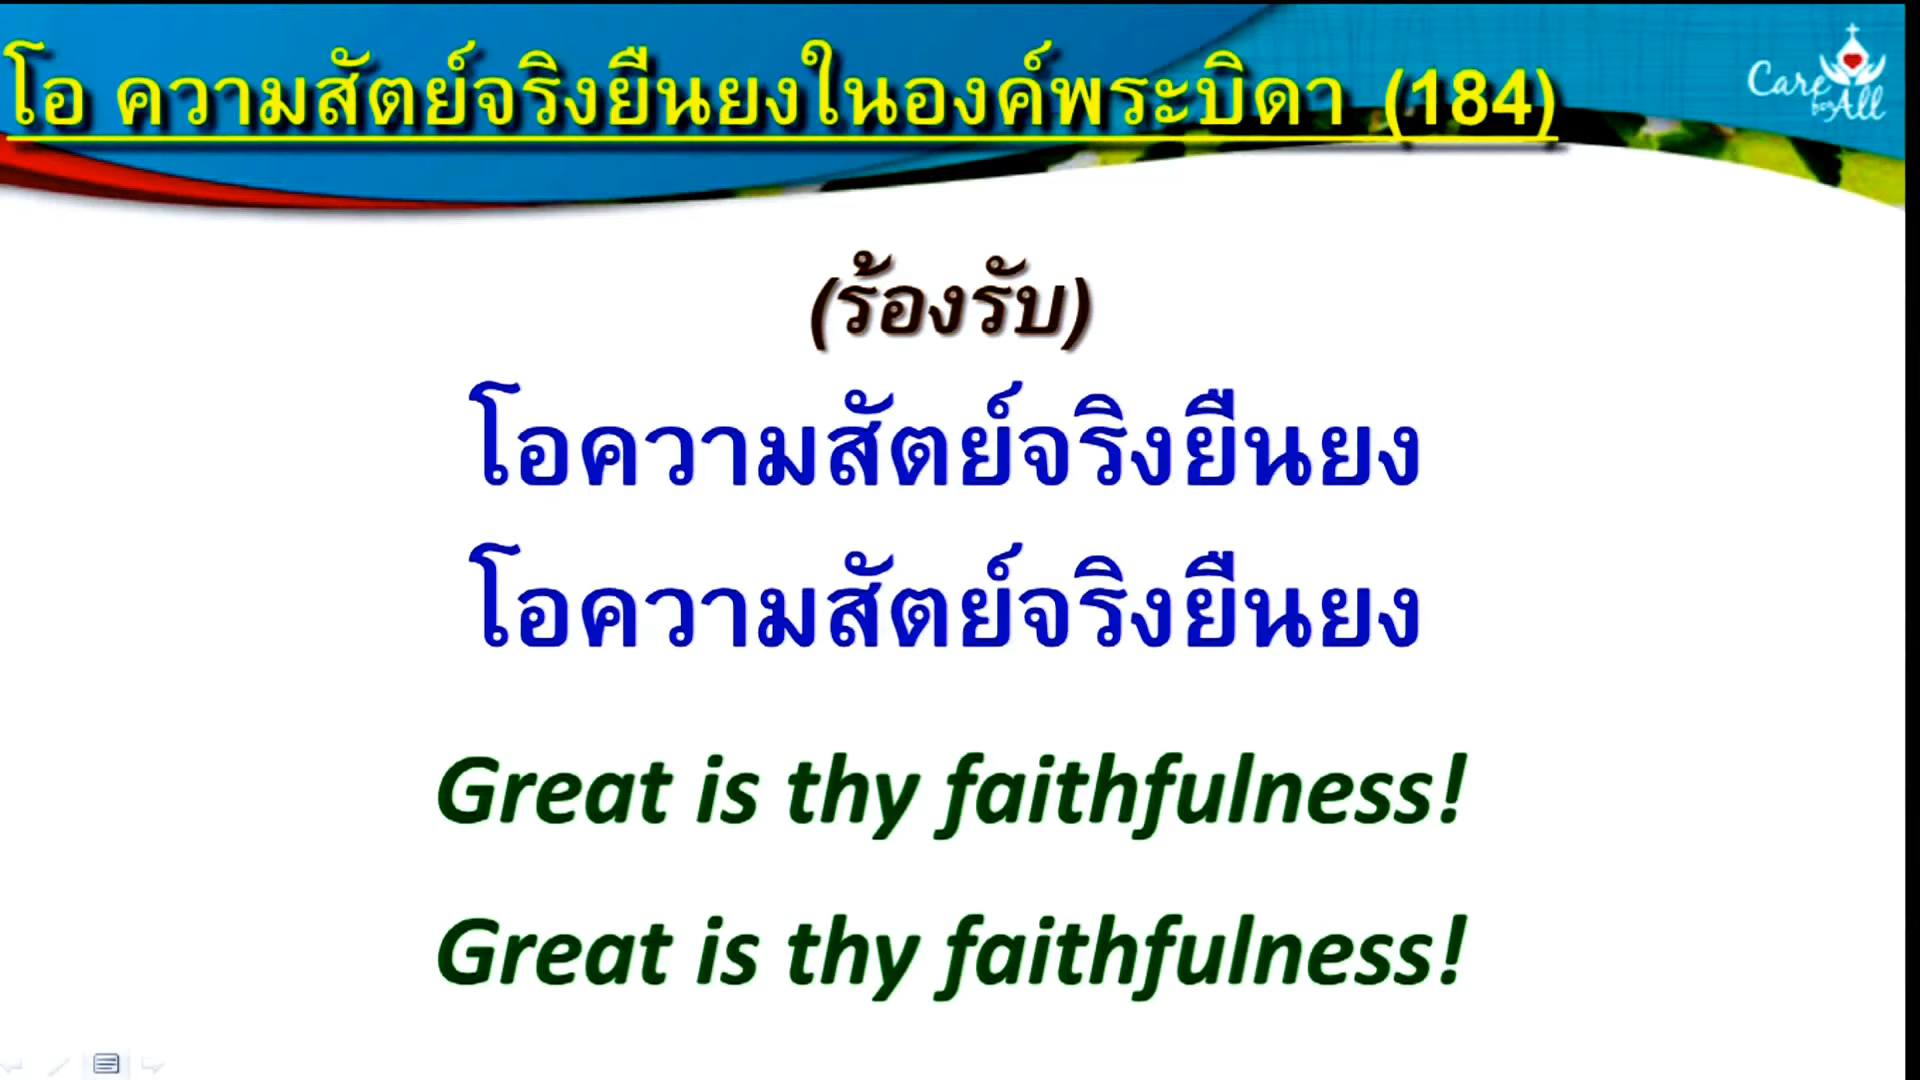 โอ ความสัตย์จริงยืนยงในองค์พระบิดา (184)
Care for All
(ร้องรับ)
โอความสัตย์จริงยืนยง
โอความสัตย์จริงยืนยง
Great is thy faithfulness!
Great is thy faithfulness!